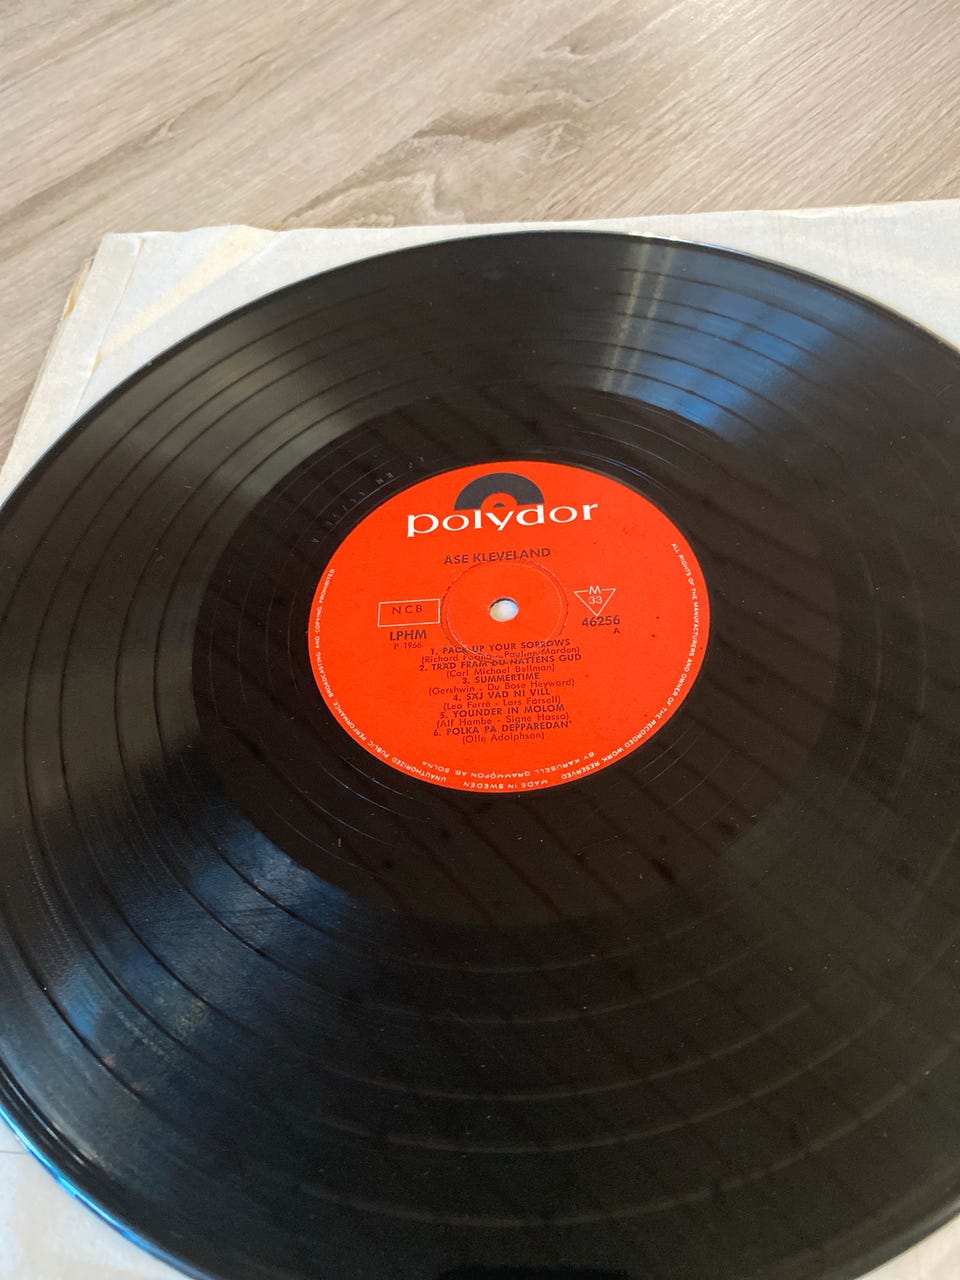 polydor
ÅSE KLEVELAND
NCB
M
33
LPHM
46256
P 1966
A
1. PACK UP YOUR SORROWS
(Richard Farina - Pauline Marden)
2. TRÄD FRAM DU NATTENS GUD
(Carl Michael Bellman)
3. SUMMERTIME
(Gershwin - Du Bose Heyward)
4. SÄJ VAD NI VILL
(Leo Ferré - Lars Forsell)
5. YOUNDER IN MOLOM
(Alf Hambe - Signe Hasso)
6. POLKA PA DEPPAREDAN'
(Olle Adolphson)
ALL RIGHTS OF THE MANUFACTURERS AND OWNER OF THE RECORDED WORK RESERVED
UNAUTHORIZED PUBLIC PERFORMANCE BROADCASTING AND COPYING PROHIBITED
MADE IN SWEDEN BY KARUSELL GRAMMOFON AB SOLNA